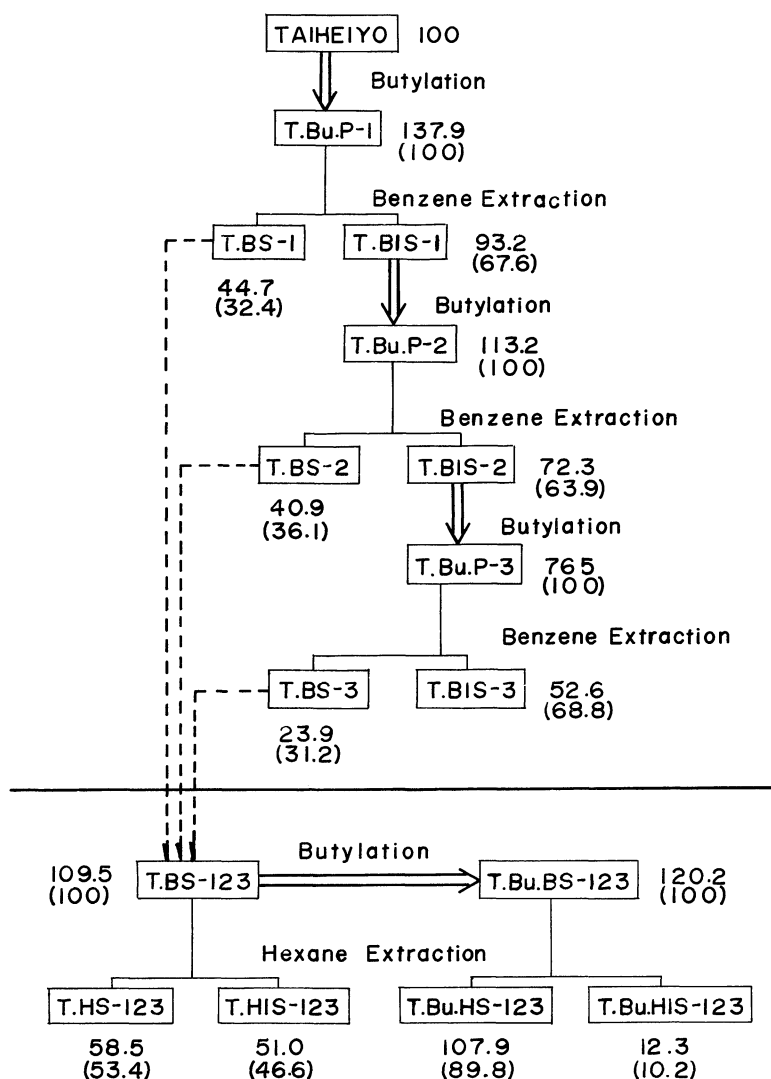 TAIHEIYO 100
Butylation
T.Bu.P-1 137.9
(100)
Benzene Extraction
T.BS-1 T.BIS-1 93.2
(67.6)
44.7
(32.4)
Butylation
T.Bu.P-2 113.2
(100)
Benzene Extraction
T.BS-2 T.BIS-2 72.3
(63.9)
40.9
(36.1)
Butylation
T.Bu.P-3 765
(100)
Benzene Extraction
T.BS-3 T.BIS-3 52.6
(68.8)
23.9
(31.2)
Butylation
109.5 T.BS-123 T.Bu.BS-123 120.2
(100) (100)
Hexane Extraction
T.HS-123 T.HIS-123 T.Bu.HS-123 T.Bu.HIS-123
58.5 51.0 107.9 12.3
(53.4) (46.6) (89.8) (10.2)